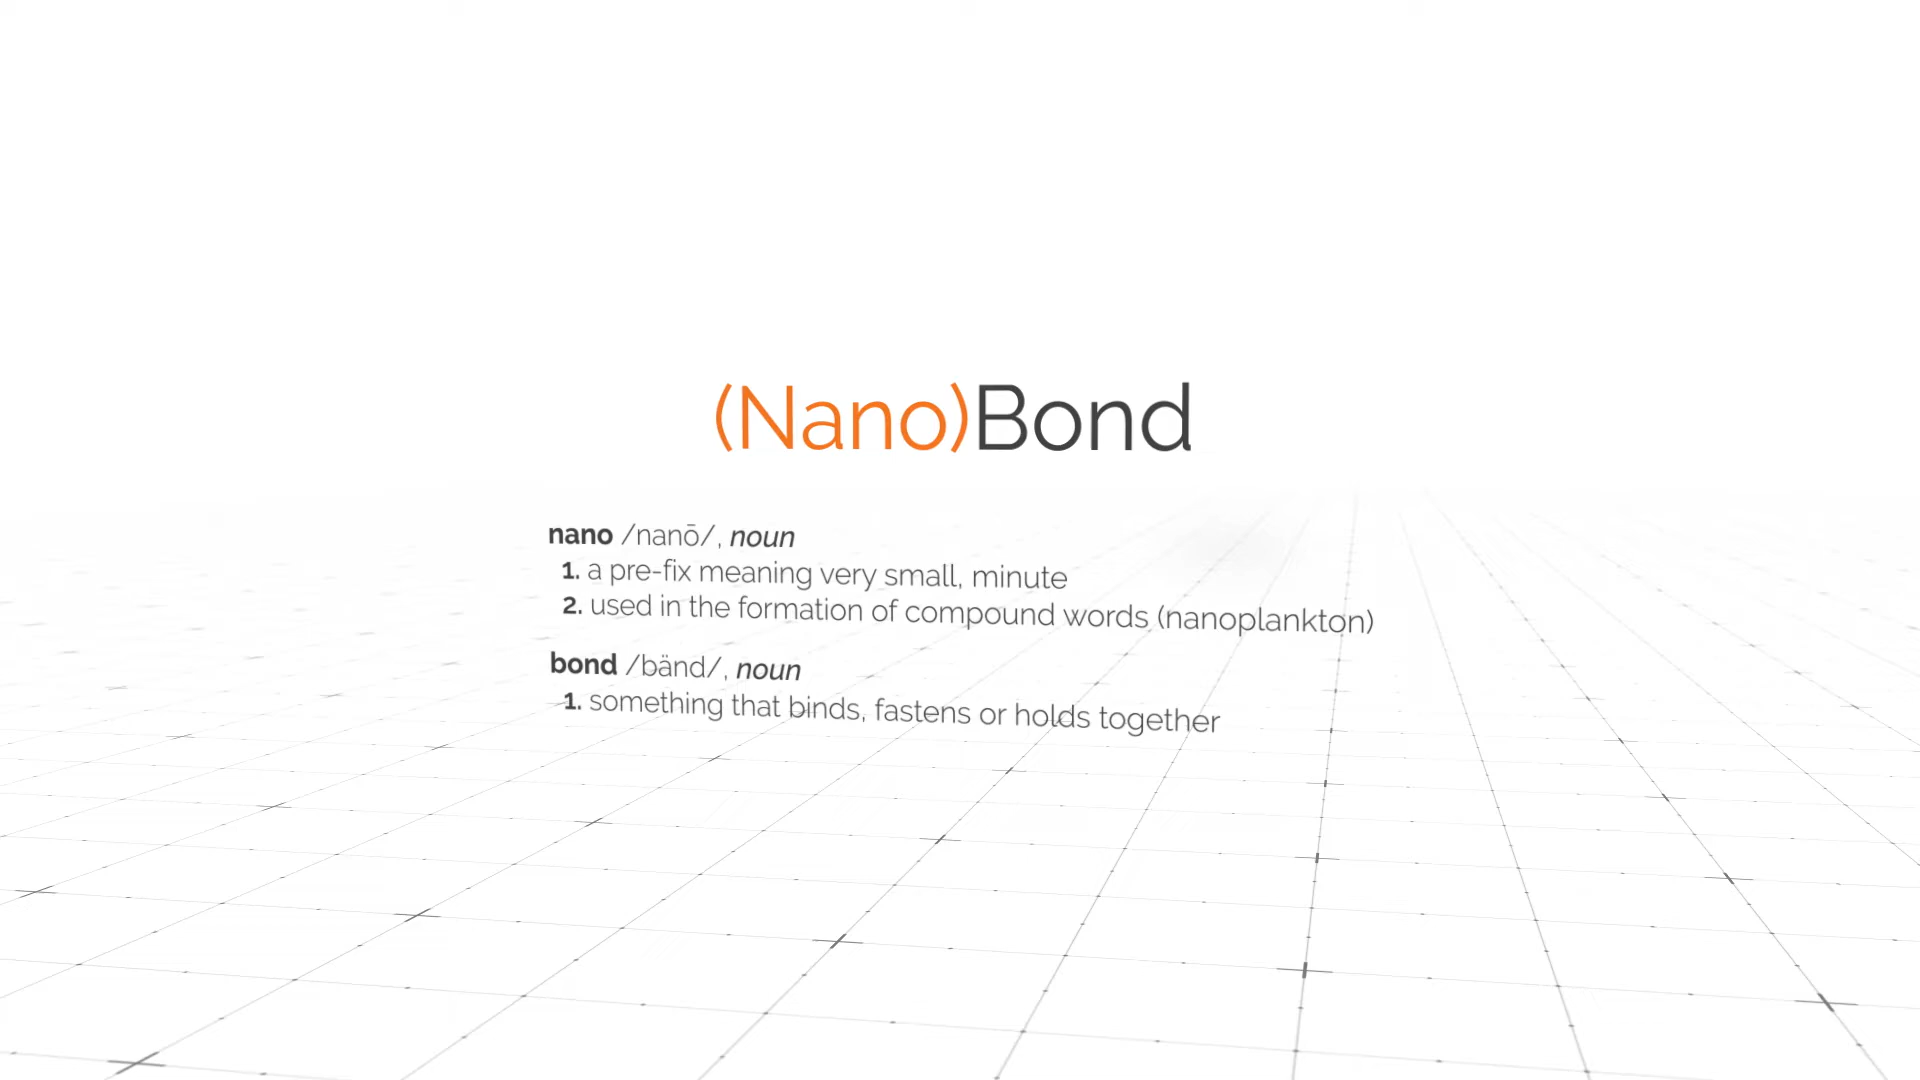 (Nano)Bond
nano /nanō/, noun
1. a pre-fix meaning very small, minute
2. used in the formation of compound words (nanoplankton)
bond /bänd/, noun
1. something that binds, fastens or holds together